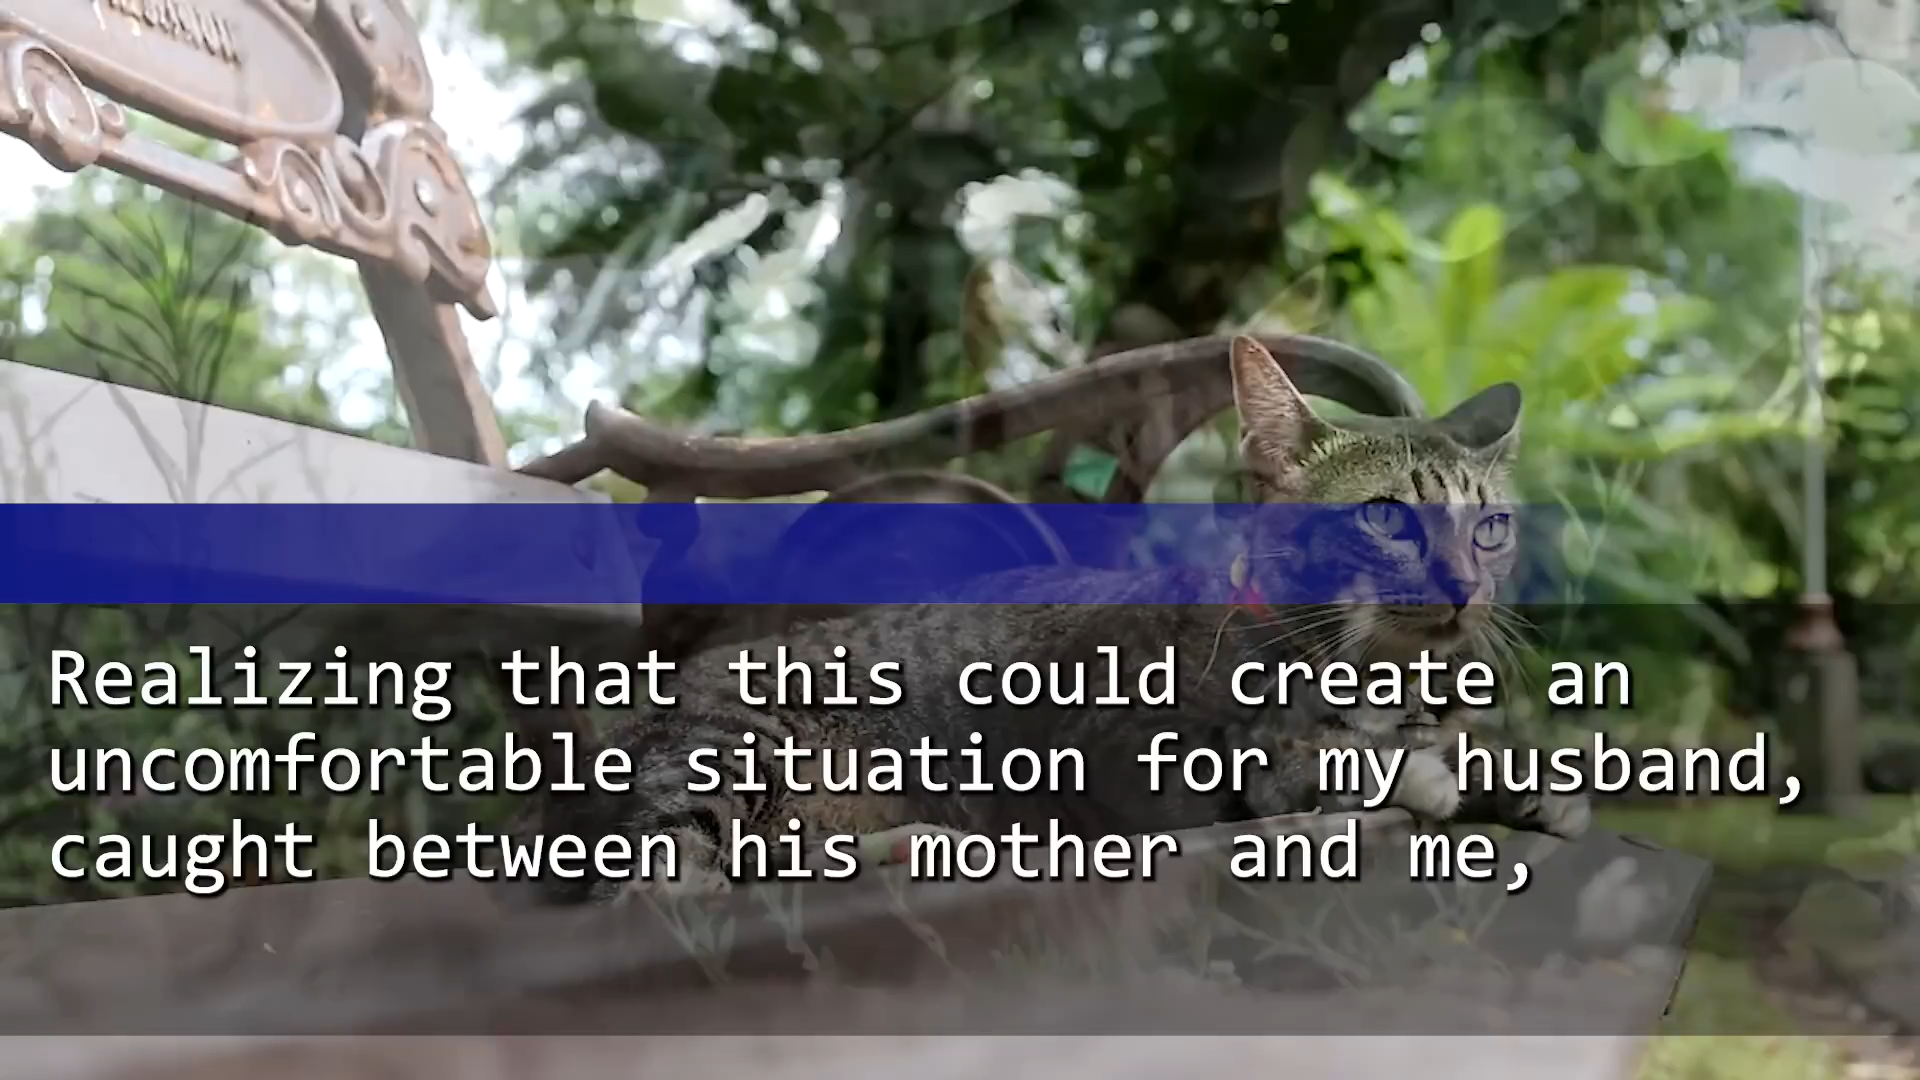 Realizing that this could create an
uncomfortable situation for my husband,
caught between his mother and me,